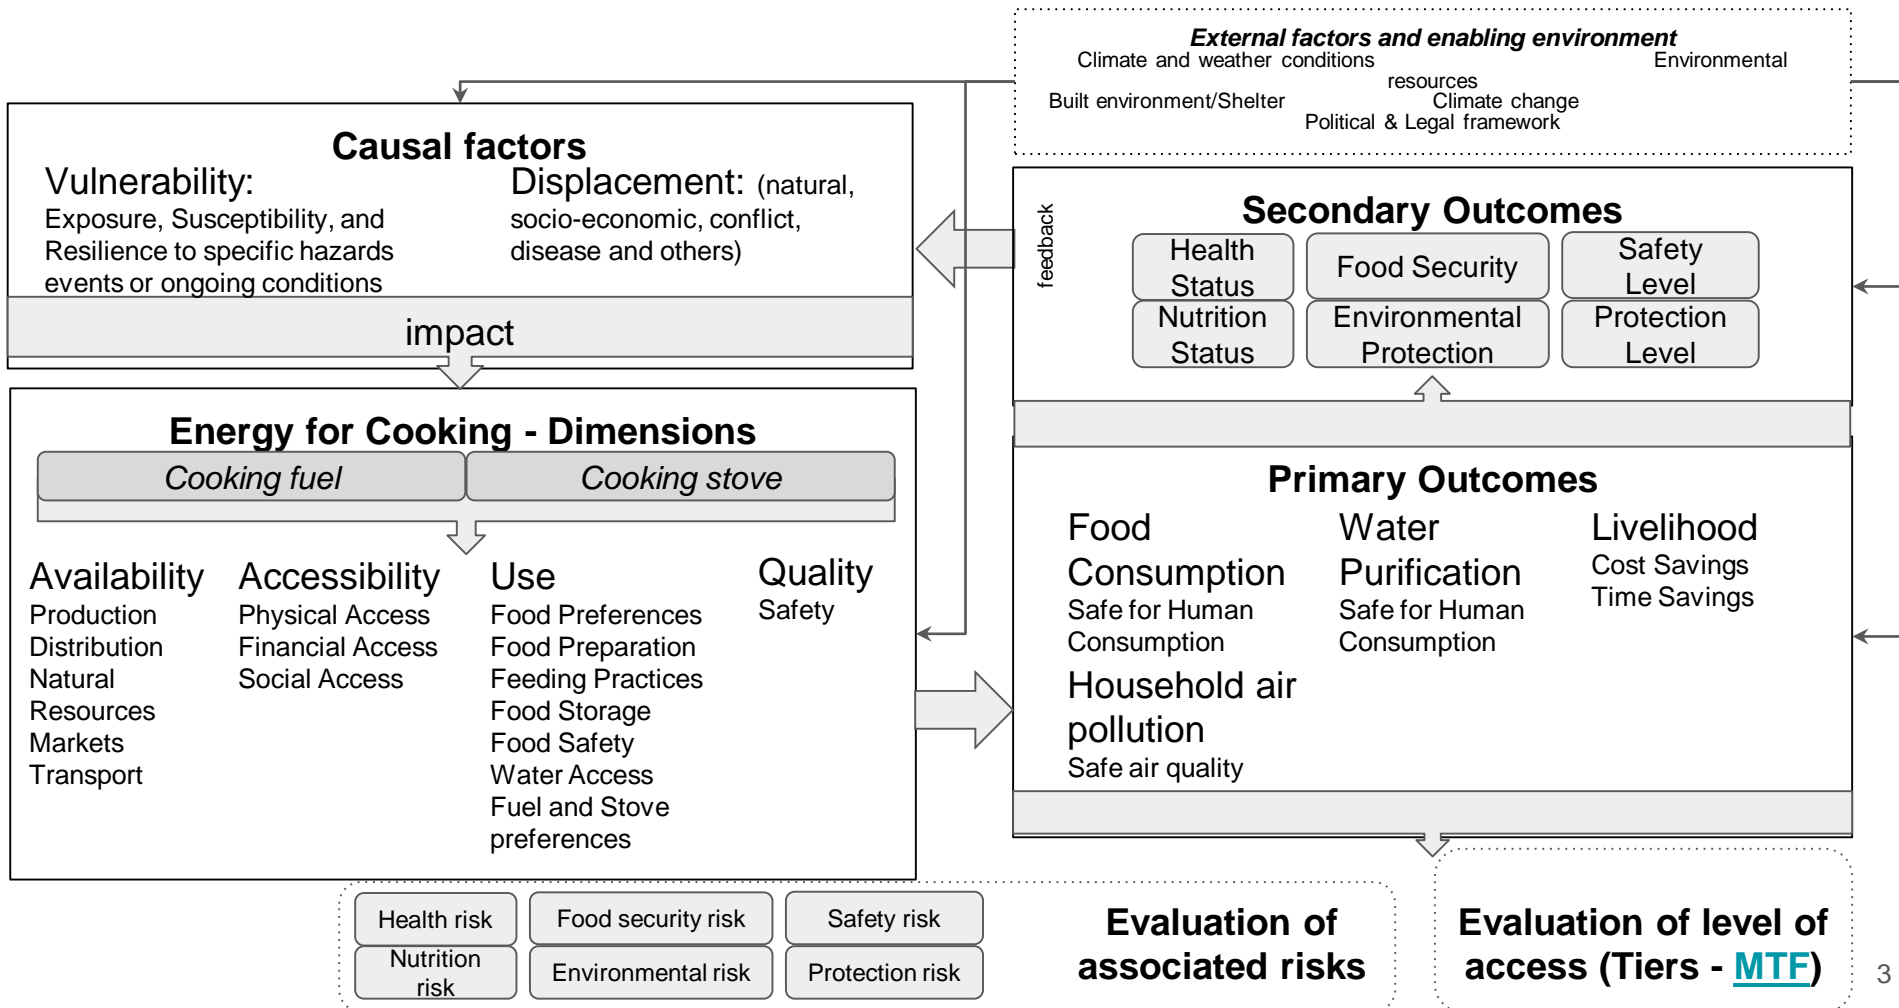 External factors and enabling environment
Climate and weather conditions Environmental
resources
Built environment/Shelter Climate change
Political & Legal framework
Causal factors
Vulnerability:
Exposure, Susceptibility, and
Resilience to specific hazards
events or ongoing conditions
Displacement: (natural,
socio-economic, conflict,
disease and others)
impact
feedback
Secondary Outcomes
Health
Status
Food Security
Safety
Level
Nutrition
Status
Environmental
Protection
Protection
Level
Energy for Cooking - Dimensions
Cooking fuel
Cooking stove
Availability
Production
Distribution
Natural
Resources
Markets
Transport
Accessibility
Physical Access
Financial Access
Social Access
Use
Food Preferences
Food Preparation
Feeding Practices
Food Storage
Food Safety
Water Access
Fuel and Stove
preferences
Quality
Safety
Primary Outcomes
Food
Consumption
Safe for Human
Consumption
Household air
pollution
Safe air quality
Water
Purification
Safe for Human
Consumption
Livelihood
Cost Savings
Time Savings
Health risk
Food security risk
Safety risk
Nutrition
risk
Environmental risk
Protection risk
Evaluation of
associated risks
Evaluation of level of
access (Tiers - MTF)
3